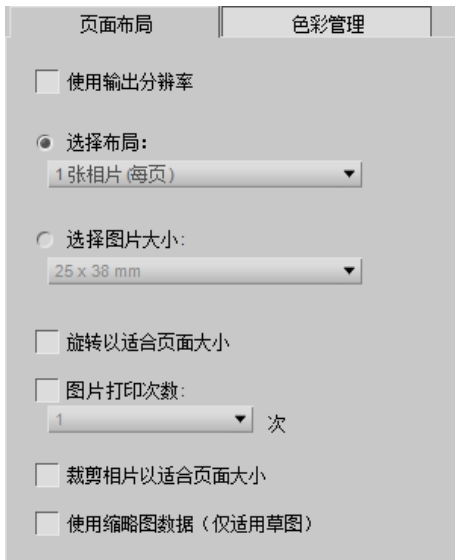 页面布局 色彩管理
使用输出分辨率
选择布局:
1张相片(每页)
选择图片大小:
25 x 38 mm
旋转以适合页面大小
图片打印次数:
1 次
裁剪相片以适合页面大小
使用缩略图数据（仅适用草图）